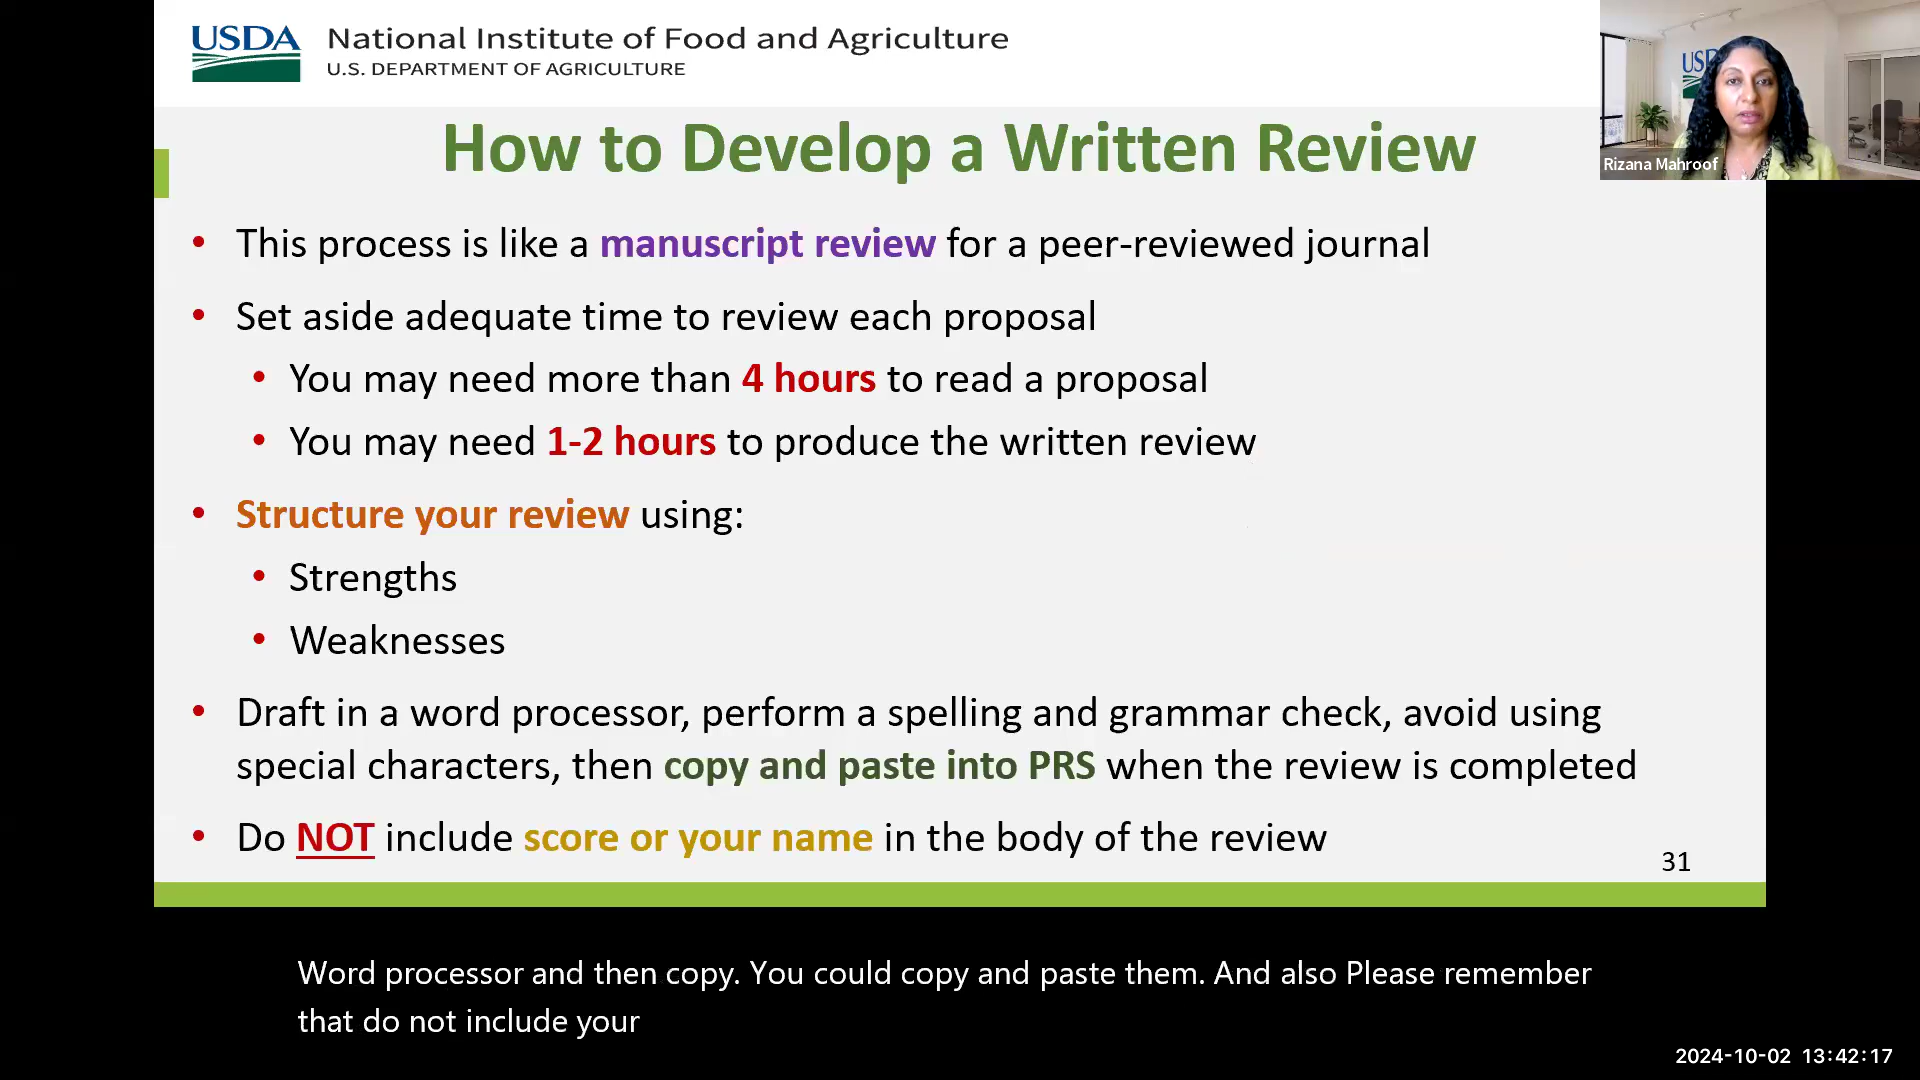 USDA
National Institute of Food and Agriculture
U.S. DEPARTMENT OF AGRICULTURE
Rizana Mahroof
How to Develop a Written Review
• This process is like a manuscript review for a peer-reviewed journal
• Set aside adequate time to review each proposal
• You may need more than 4 hours to read a proposal
• You may need 1-2 hours to produce the written review
• Structure your review using:
• Strengths
• Weaknesses
• Draft in a word processor, perform a spelling and grammar check, avoid using
special characters, then copy and paste into PRS when the review is completed
• Do NOT include score or your name in the body of the review
31
Word processor and then copy. You could copy and paste them. And also Please remember
that do not include your
2024-10-02 13:42:17